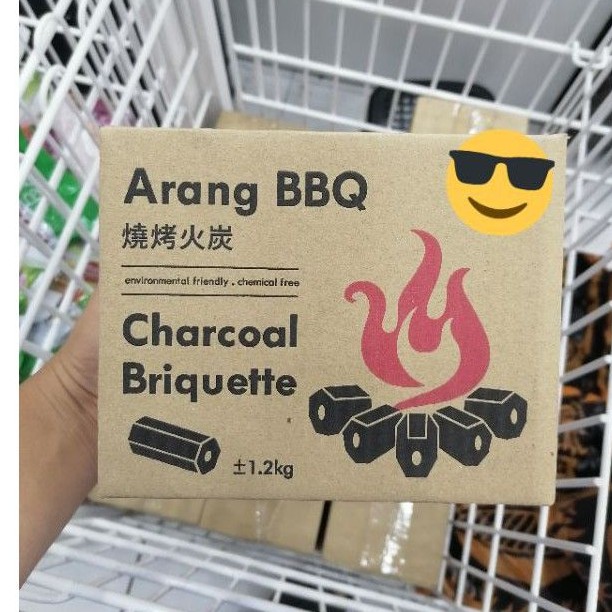 Arang BBQ
燒烤火炭
environmental friendly . chemical free
Charcoal
Briquette
±1.2kg